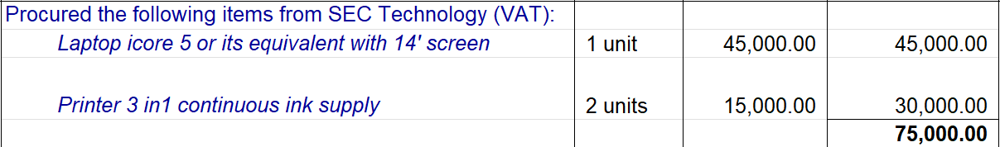 Procured the following items from SEC Technology (VAT):
Laptop icore 5 or its equivalent with 14' screen 1 unit 45,000.00 45,000.00
Printer 3 in1 continuous ink supply 2 units 15,000.00 30,000.00
75,000.00